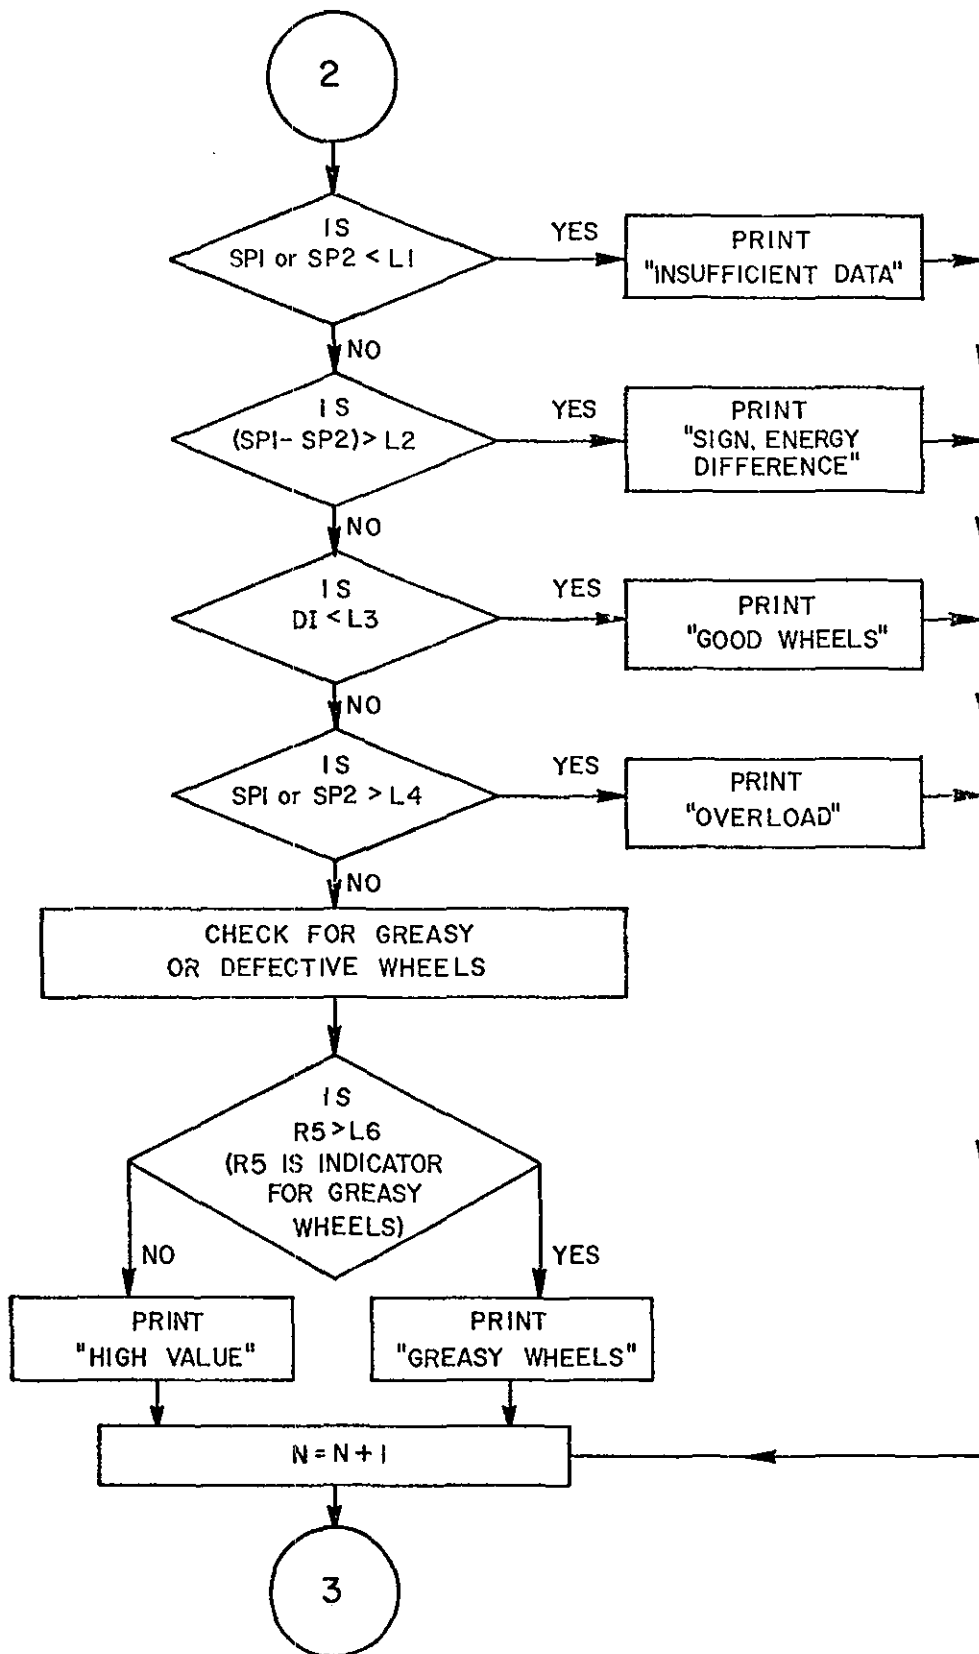 2
IS
SP1 or SP2 < L1
YES
PRINT
"INSUFFICIENT DATA"
NO
IS
(SP1- SP2)> L2
YES
PRINT
"SIGN. ENERGY
DIFFERENCE"
NO
IS
DI < L3
YES
PRINT
"GOOD WHEELS"
NO
IS
SP1 or SP2 > L4
YES
PRINT
"OVERLOAD"
NO
CHECK FOR GREASY
OR DEFECTIVE WHEELS
IS
R5>L6
(R5 IS INDICATOR
FOR GREASY
WHEELS)
NO
YES
PRINT
"HIGH VALUE"
PRINT
"GREASY WHEELS"
N = N + 1
3